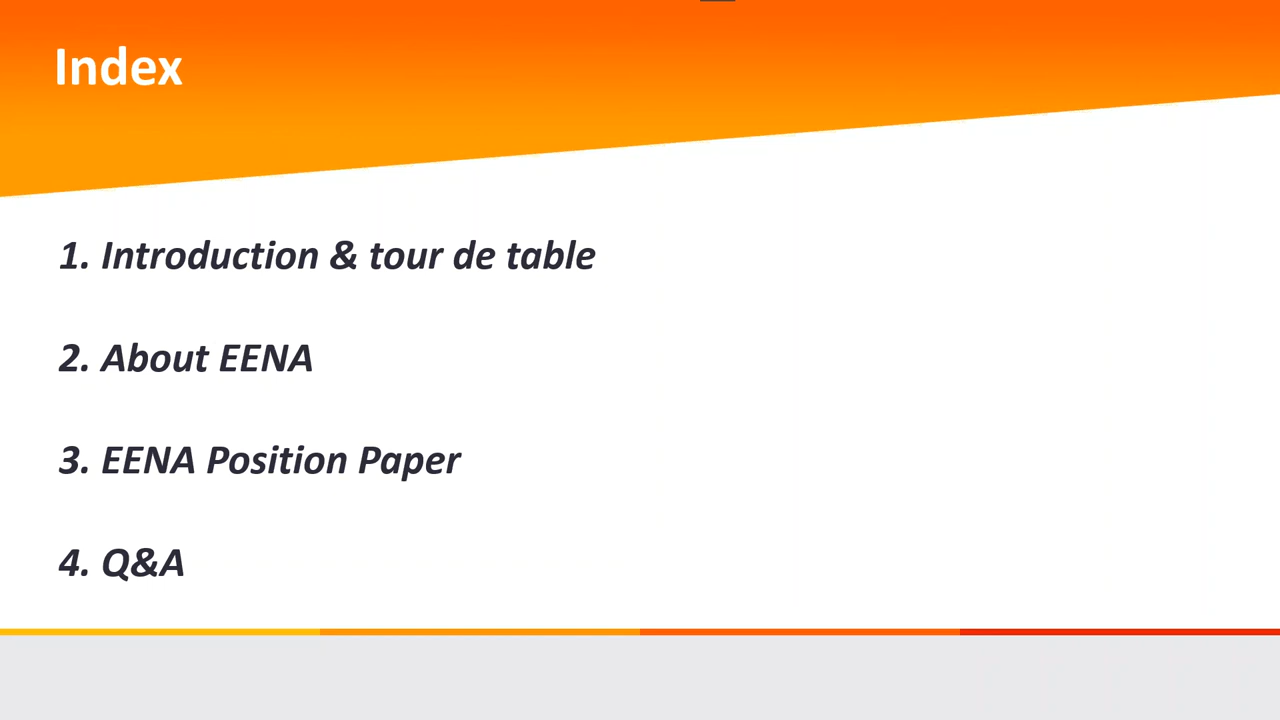 Index
1. Introduction & tour de table
2. About EENA
3. EENA Position Paper
4. Q&A